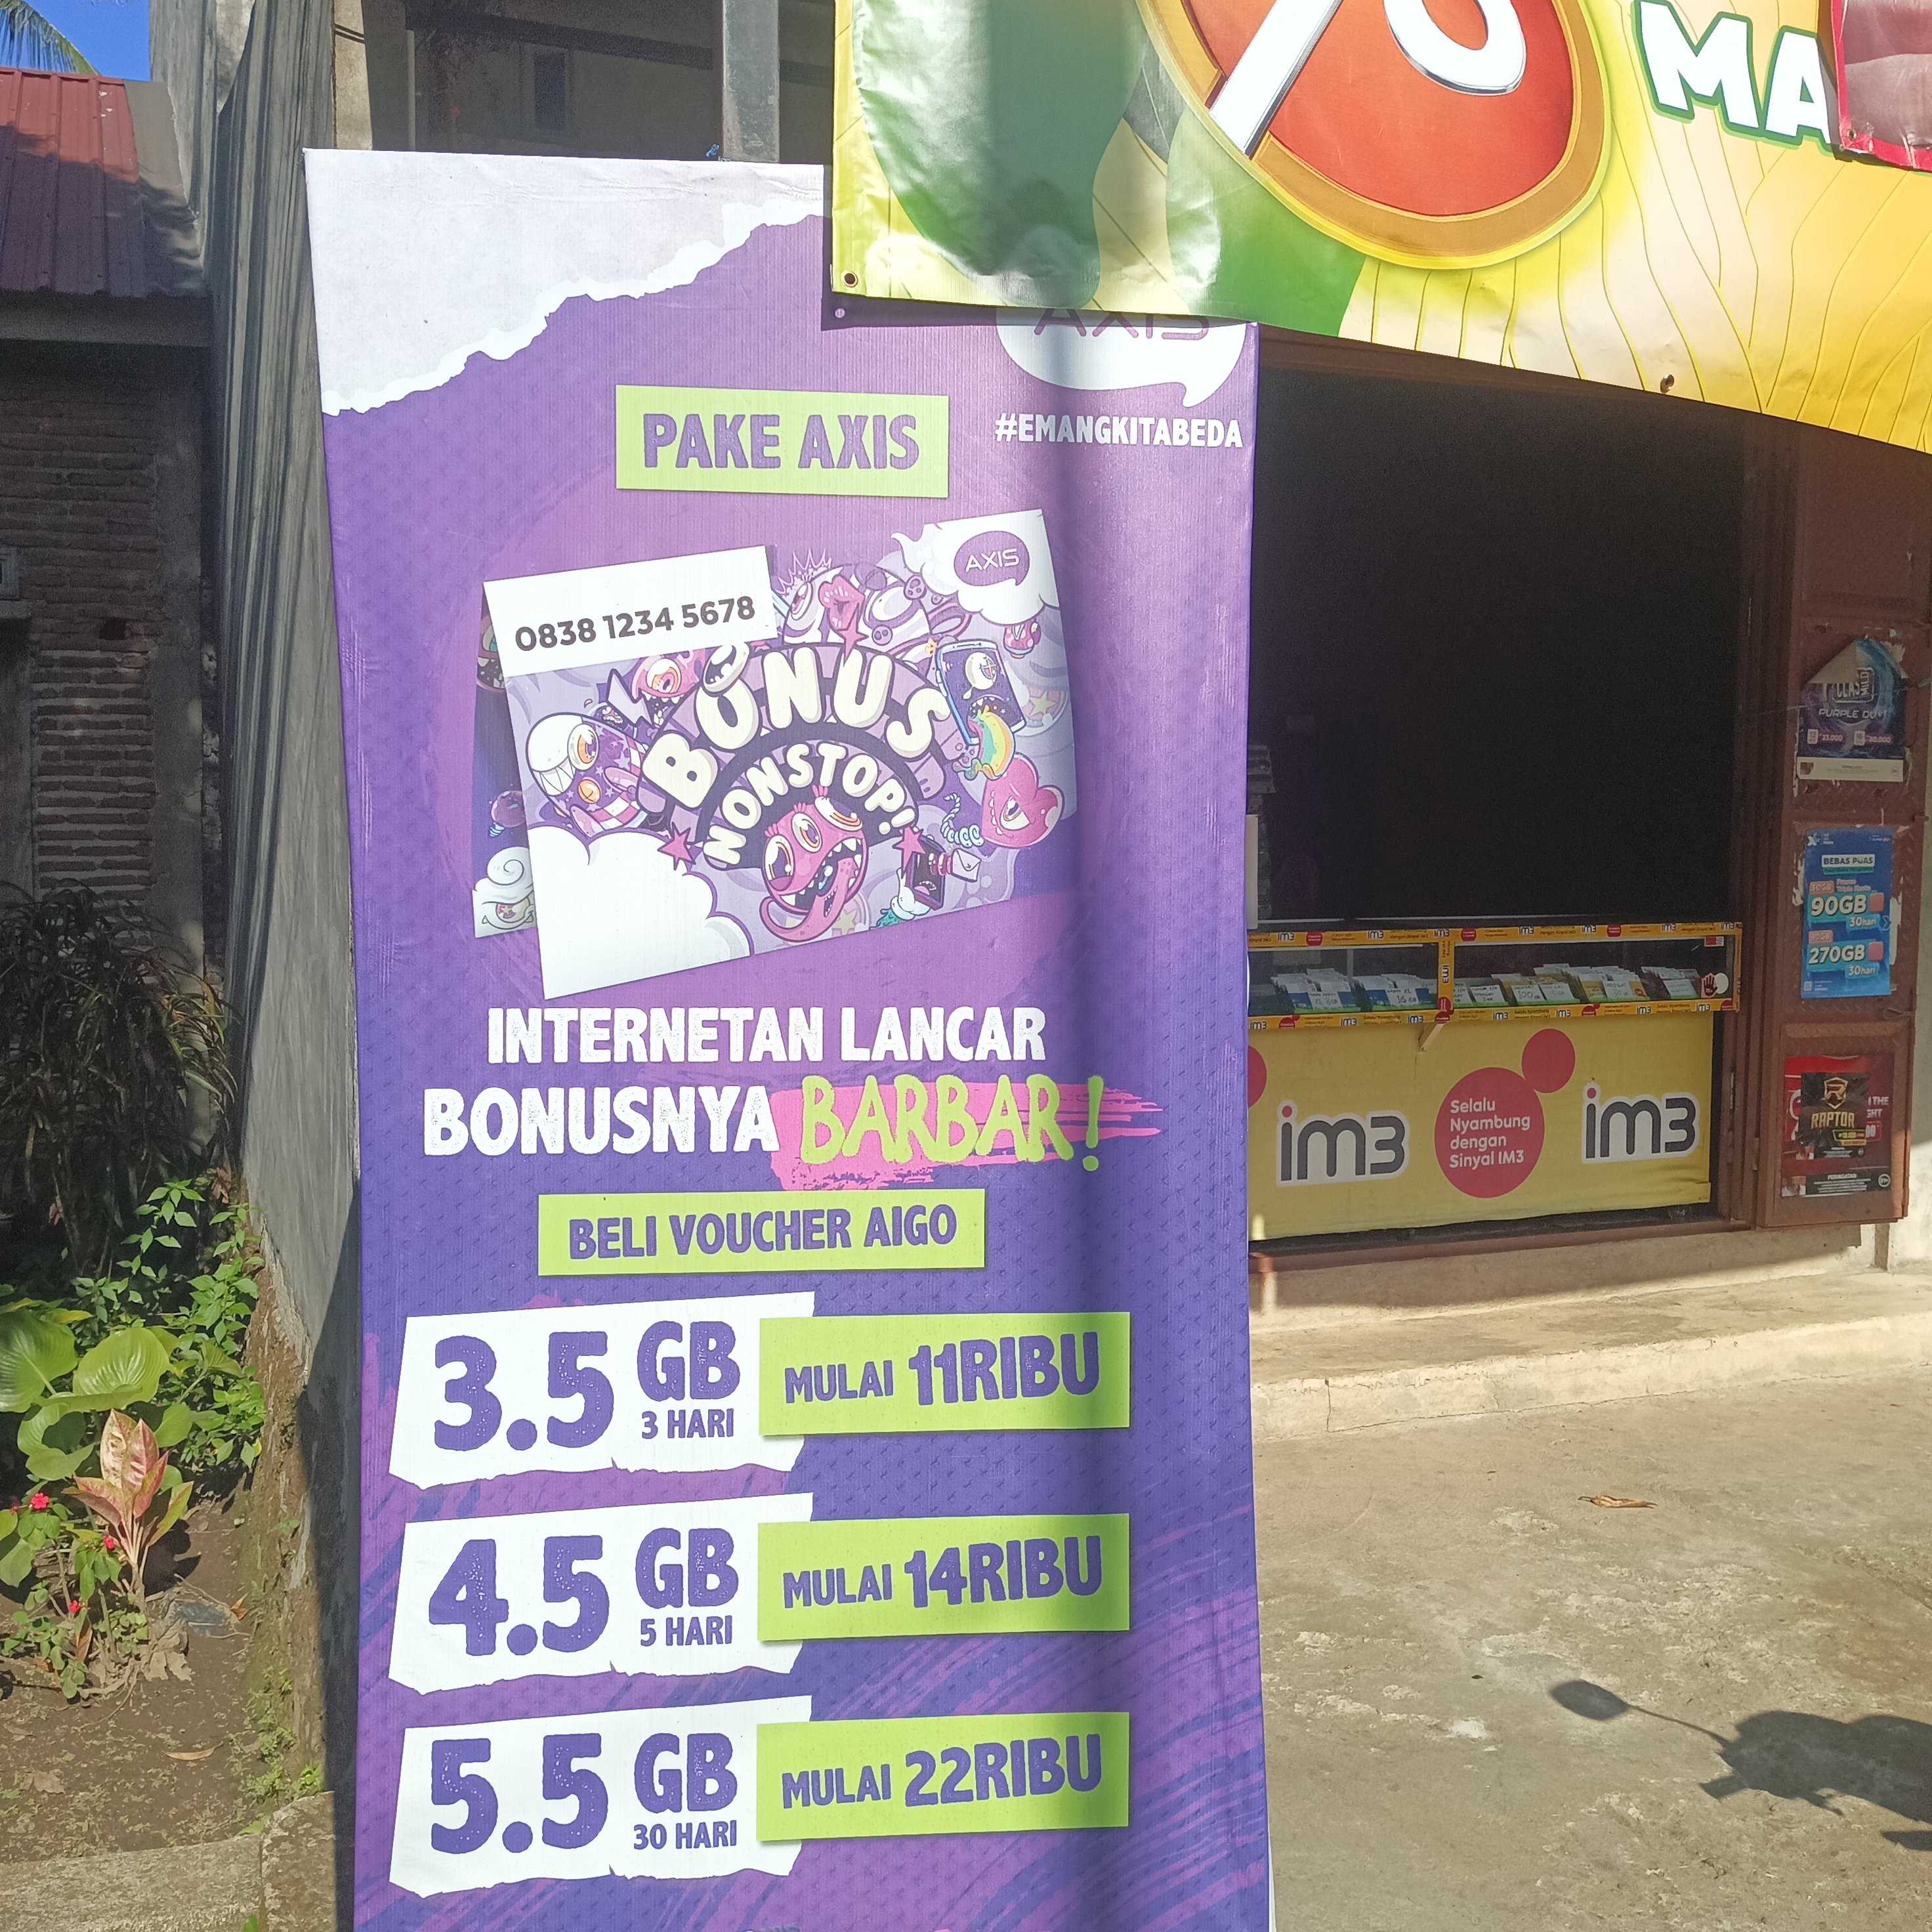 MA
AXIS
#EMANGKITABEDA
PAKE AXIS
AXIS
0838 1234 5678
BONUS
NONSTOP!
INTERNETAN LANCAR
BONUSNYA BARBAR!
BELI VOUCHER AIGO
3.5 GB
3 HARI
MULAI 11RIBU
4.5 GB
5 HARI
MULAI 14RIBU
5.5 GB
30 HARI
MULAI 22RIBU
im3
Selalu
Nyambung
dengan
Sinyal IM3
im3
CLAS MILD
BEBAS PUAS
90GB
30hari
270GB
30hari
RAPTOR